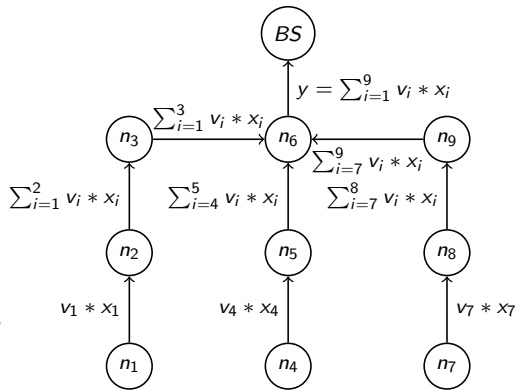 BS
y = ∑_{i=1}^{9} v_i * x_i
∑_{i=1}^{3} v_i * x_i
n_3
n_6
n_9
∑_{i=7}^{9} v_i * x_i
∑_{i=1}^{2} v_i * x_i
∑_{i=4}^{5} v_i * x_i
∑_{i=7}^{8} v_i * x_i
n_2
n_5
n_8
v_1 * x_1
v_4 * x_4
v_7 * x_7
n_1
n_4
n_7